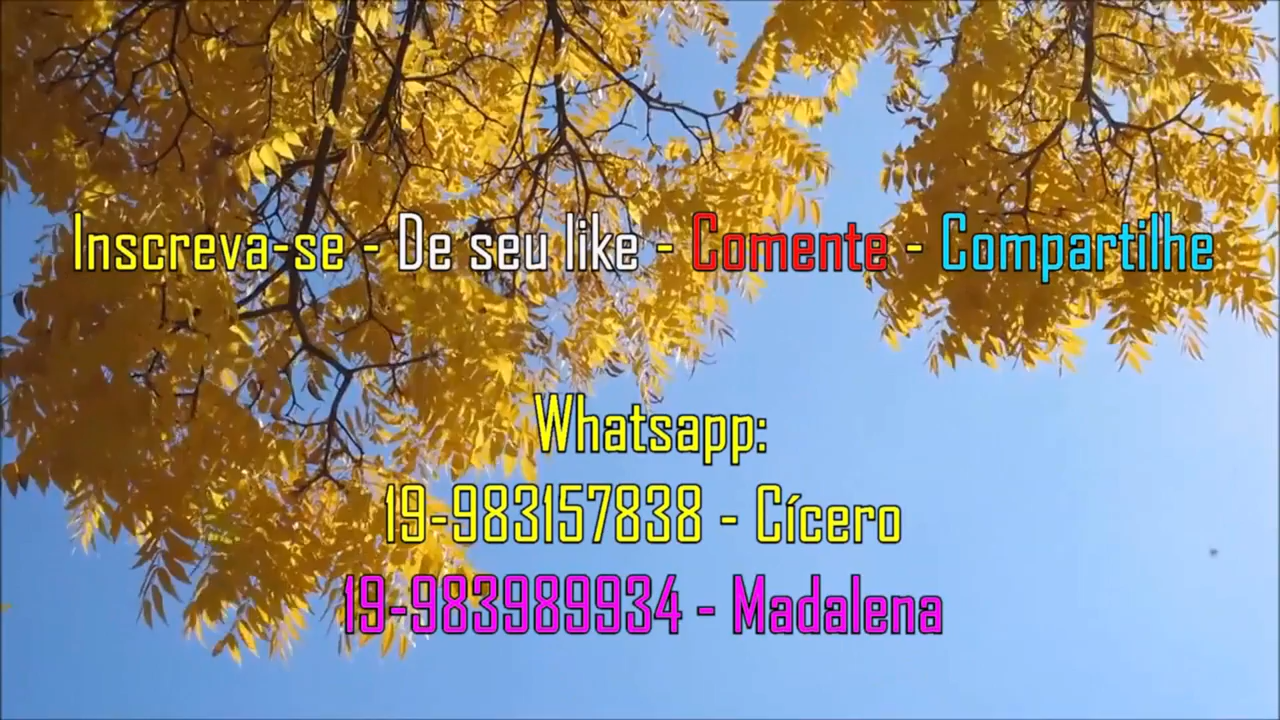 Inscreva-se - De seu like - Comente - Compartilhe
Whatsapp:
19-983157838 - Cícero
19-983989934 - Madalena